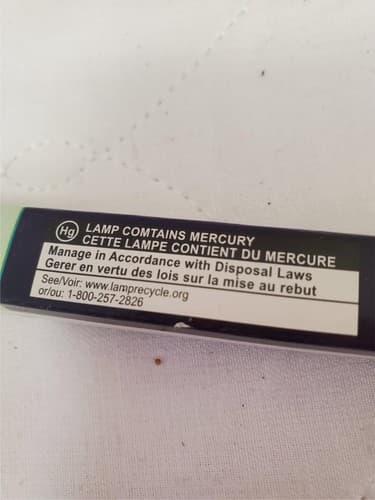 Hg LAMP COMTAINS MERCURY
CETTE LAMPE CONTIENT DU MERCURE
Manage in Accordance with Disposal Laws
Gerer en vertu des lois sur la mise au rebut
See/Voir: www.lamprecycle.org
or/ou: 1-800-257-2826